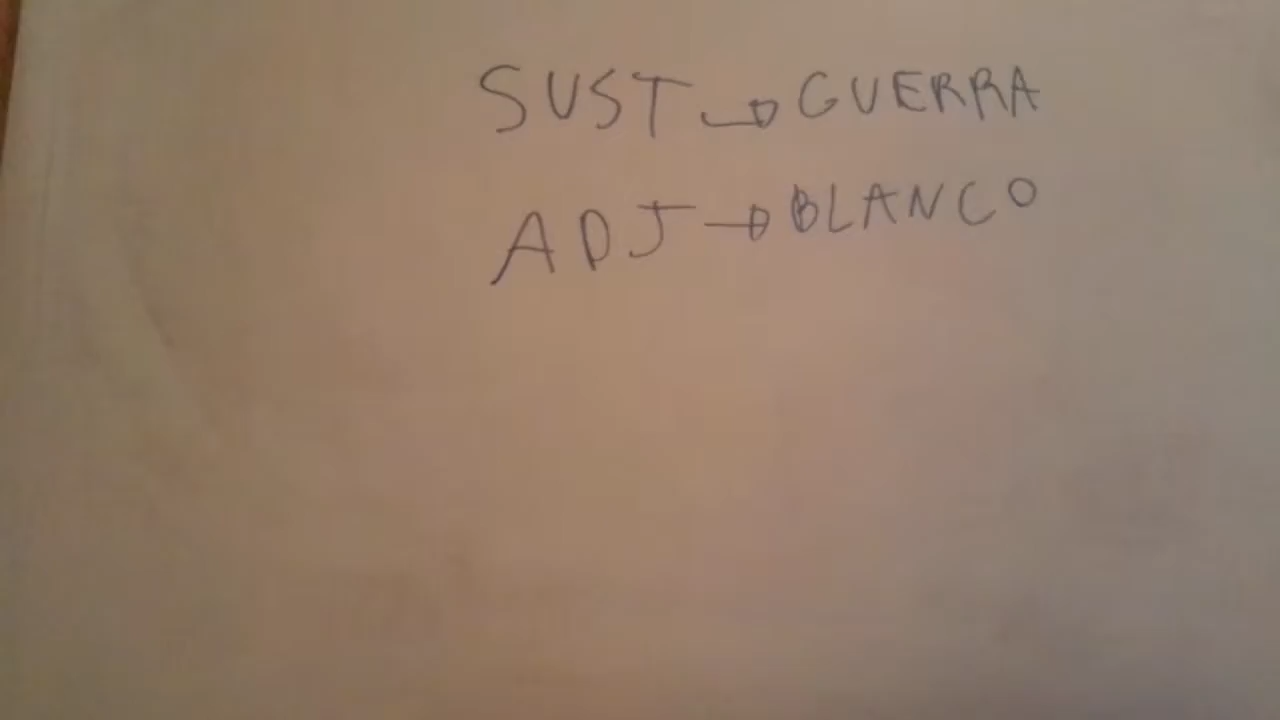 SUST → GUERRA
ADJ → BLANCO